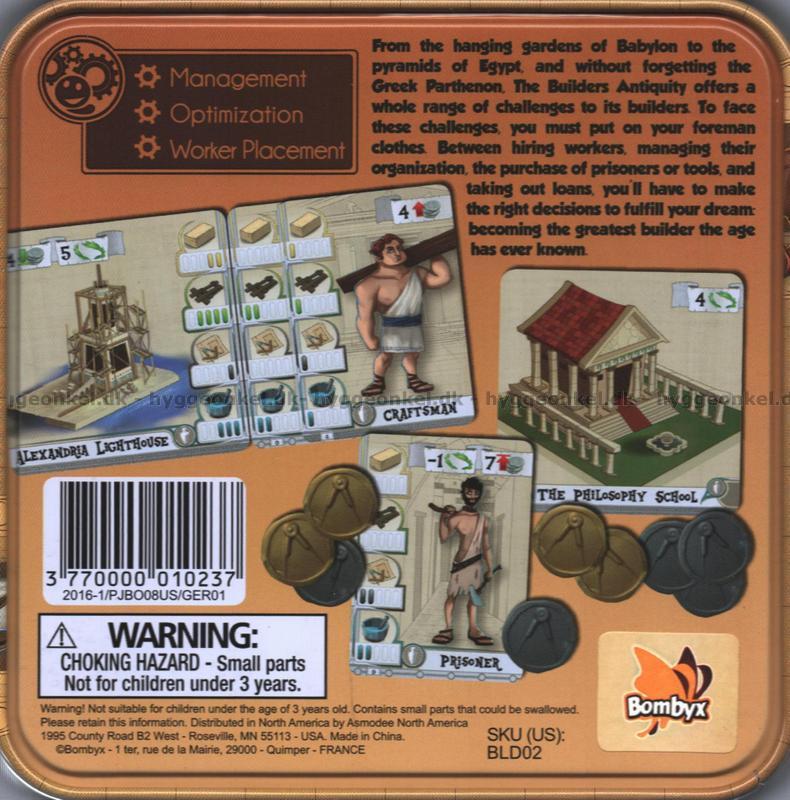 Management
Optimization
Worker Placement
From the hanging gardens of Babylon to the
pyramids of Egypt, and without forgetting the
Greek Parthenon, The Builders Antiquity offers a
whole range of challenges to its builders. To face
these challenges, you must put on your foreman
clothes. Between hiring workers, managing their
organization, the purchase of prisoners or tools, and
taking out loans, you'll have to make
the right decisions to fulfill your dream:
becoming the greatest builder the age
has ever known.
5
4
4
ALEXANDRIA LIGHTHOUSE
CRAFTSMAN
THE PHILOSOPHY SCHOOL
-1 7
PRISONER
hyggeonkel.dk - hyggeonkel.dk - hyggeonkel.dk - hyggeonkel.dk
3 770000 010237
2016-1/PJBO08US/GER01
WARNING:
CHOKING HAZARD - Small parts
Not for children under 3 years.
Warning! Not suitable for children under the age of 3 years old. Contains small parts that could be swallowed.
Please retain this information. Distributed in North America by Asmodee North America
1995 County Road B2 West - Roseville, MN 55113 - USA. Made in China.
©Bombyx - 1 ter, rue de la Mairie, 29000 - Quimper - FRANCE
SKU (US):
BLD02
Bombyx